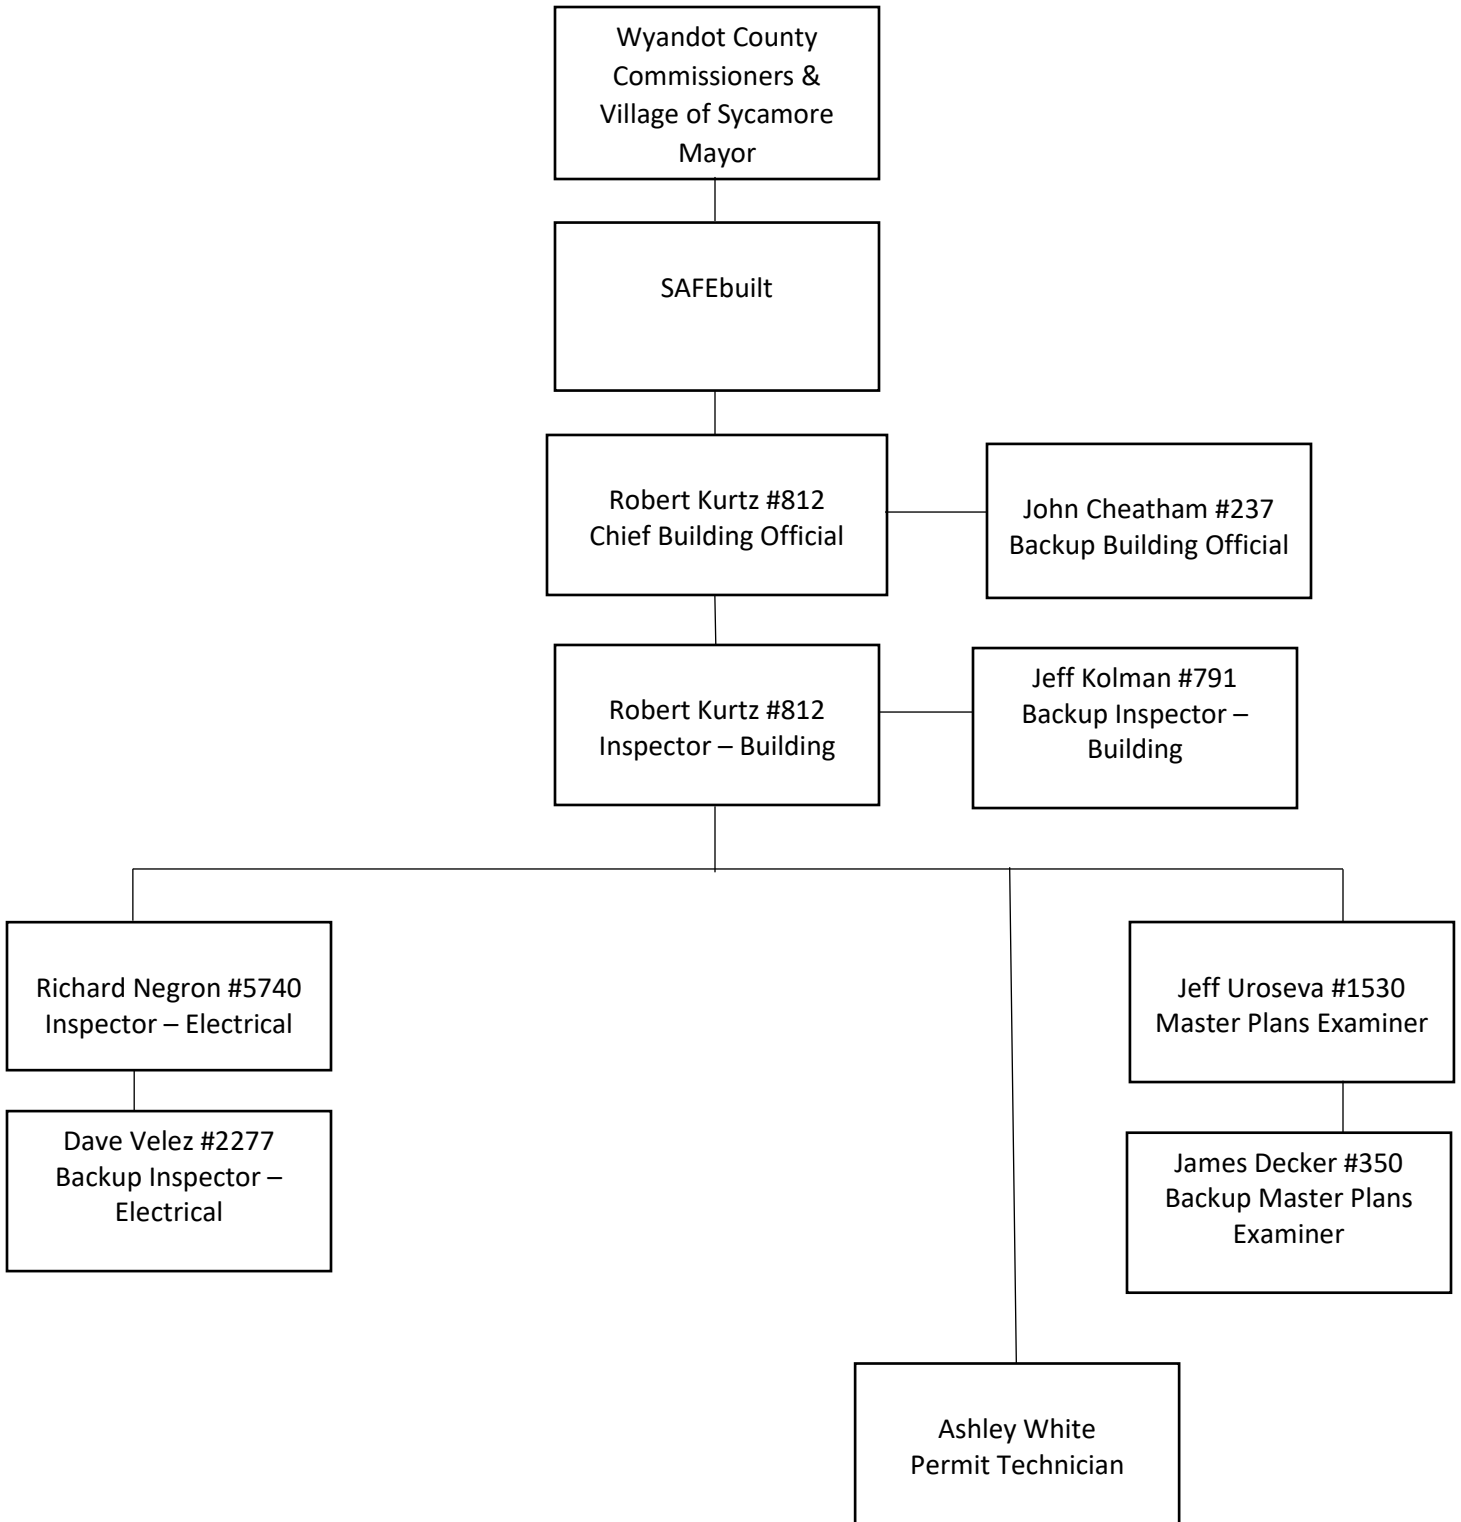 Wyandot County
Commissioners &
Village of Sycamore
Mayor
SAFEbuilt
Robert Kurtz #812
Chief Building Official
John Cheatham #237
Backup Building Official
Robert Kurtz #812
Inspector – Building
Jeff Kolman #791
Backup Inspector –
Building
Richard Negron #5740
Inspector – Electrical
Jeff Uroseva #1530
Master Plans Examiner
Dave Velez #2277
Backup Inspector –
Electrical
James Decker #350
Backup Master Plans
Examiner
Ashley White
Permit Technician